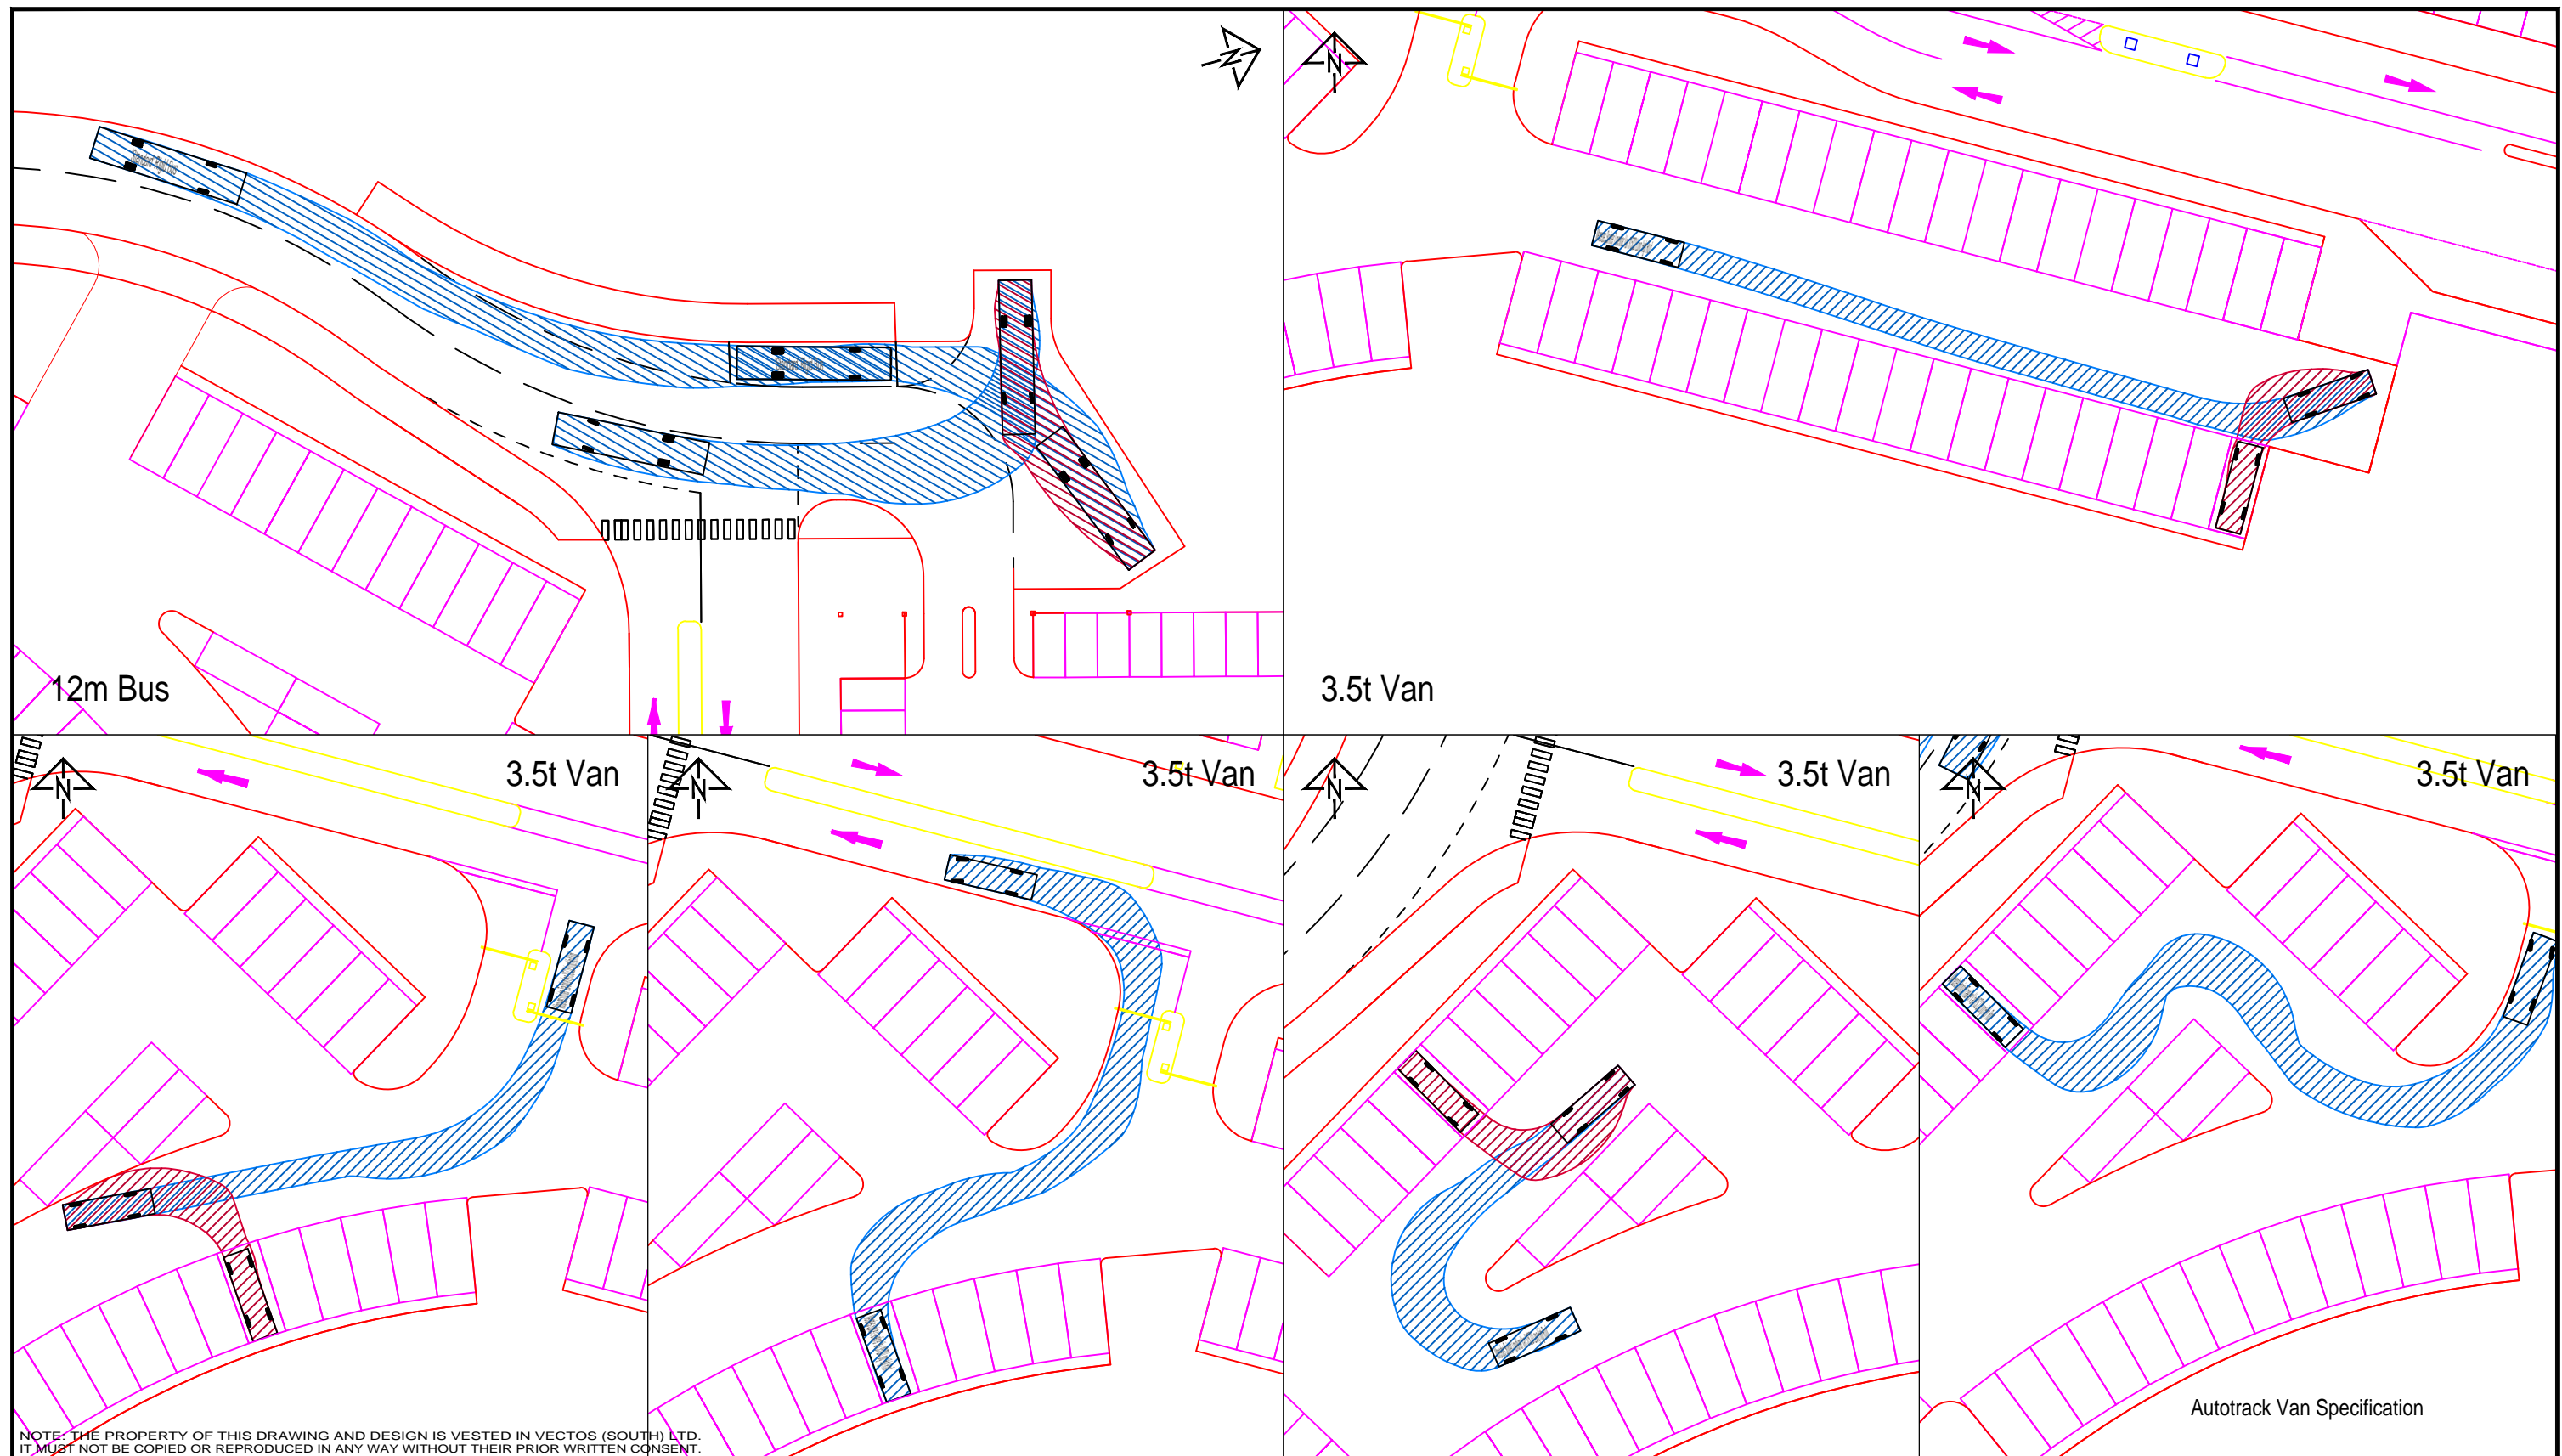 N
N
12m Bus
3.5t Van
N
3.5t Van
N
3.5t Van
N
3.5t Van
N
3.5t Van
Autotrack Van Specification
NOTE: THE PROPERTY OF THIS DRAWING AND DESIGN IS VESTED IN VECTOS (SOUTH) LTD.
IT MUST NOT BE COPIED OR REPRODUCED IN ANY WAY WITHOUT THEIR PRIOR WRITTEN CONSENT.